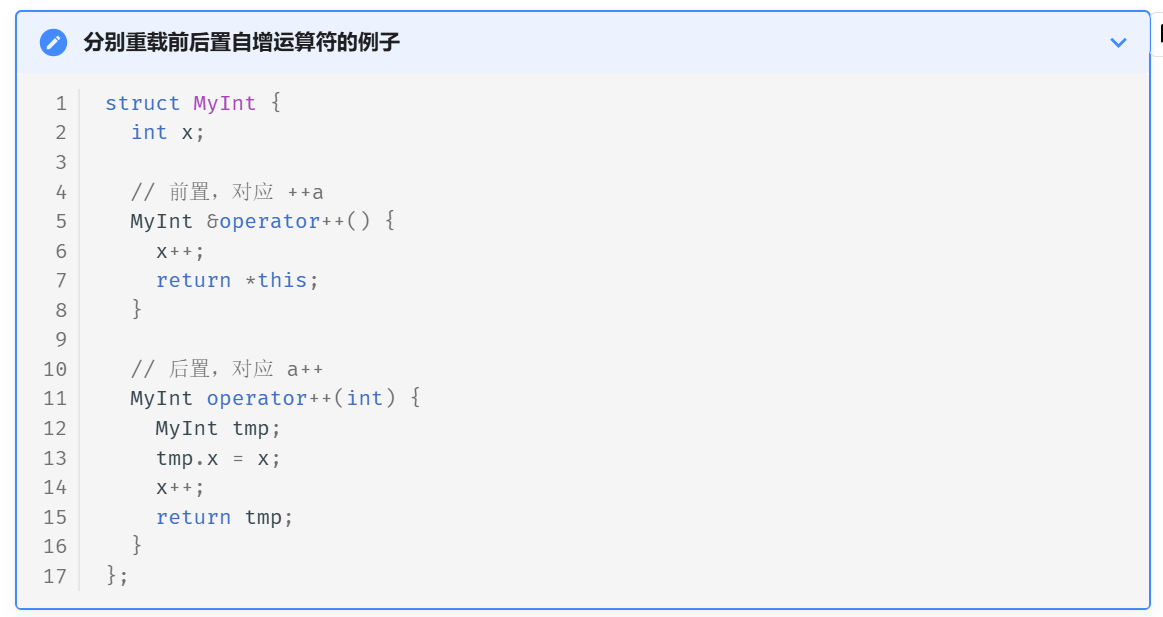 分别重载前后置自增运算符的例子
1 struct MyInt {
2   int x;
3
4   // 前置，对应 ++a
5   MyInt &operator++() {
6     x++;
7     return *this;
8   }
9
10   // 后置，对应 a++
11   MyInt operator++(int) {
12     MyInt tmp;
13     tmp.x = x;
14     x++;
15     return tmp;
16   }
17 };